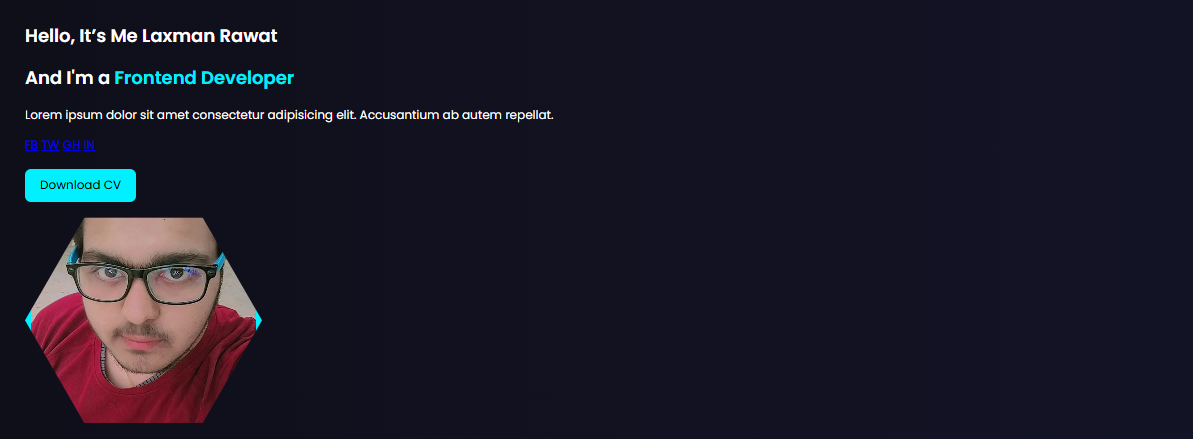 Hello, It’s Me Laxman Rawat
And I'm a Frontend Developer
Lorem ipsum dolor sit amet consectetur adipisicing elit. Accusantium ab autem repellat.
FB TW GH IN
Download CV